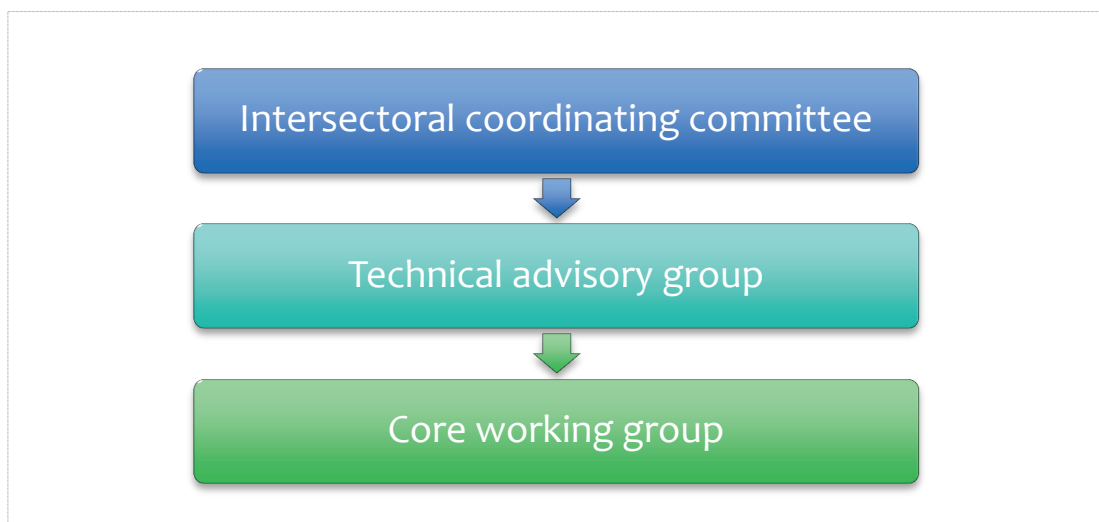 Intersectoral coordinating committee
Technical advisory group
Core working group